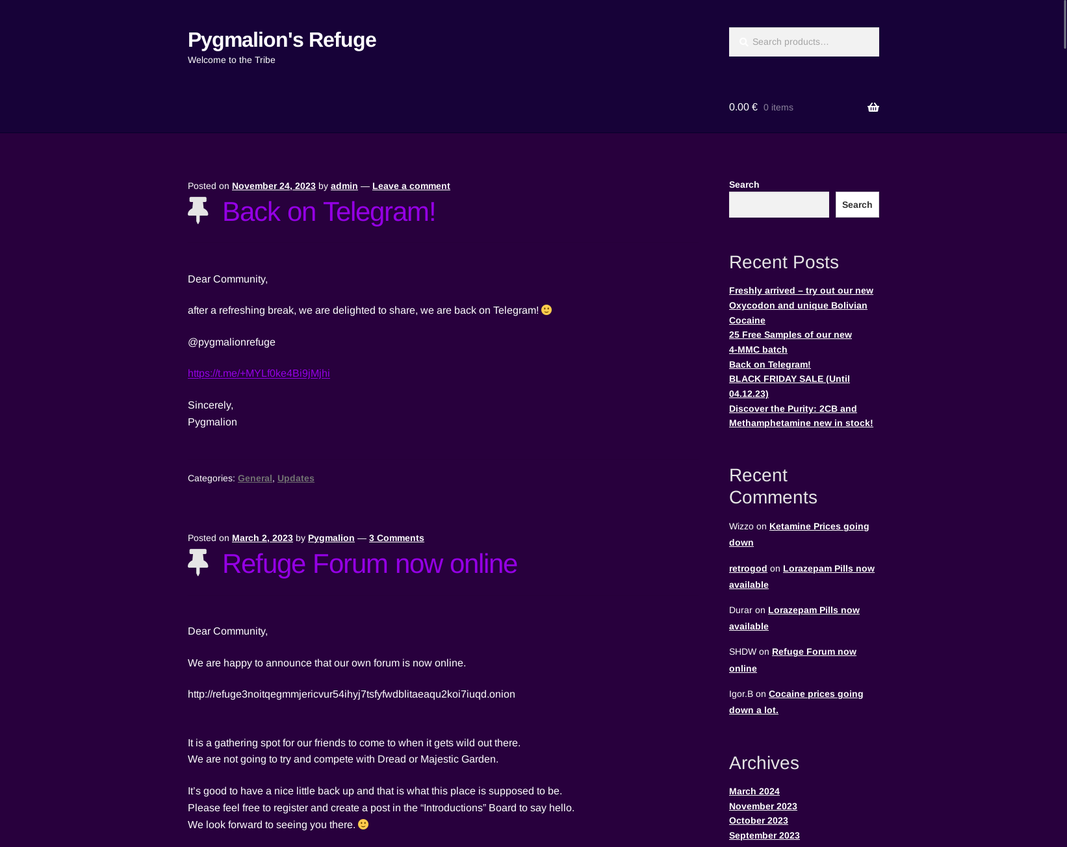 Pygmalion's Refuge
Welcome to the Tribe
Search products…
0.00 € 0 items
Posted on November 24, 2023 by admin — Leave a comment
Back on Telegram!
Dear Community,
after a refreshing break, we are delighted to share, we are back on Telegram! 🙂
@pygmalionrefuge
Sincerely,
Pygmalion
Categories: General, Updates
Posted on March 2, 2023 by Pygmalion — 3 Comments
Refuge Forum now online
Dear Community,
We are happy to announce that our own forum is now online.
http://refuge3noitqegmmjericvur54ihyj7tsfyfwdblitaeaqu2koi7iuqd.onion
It is a gathering spot for our friends to come to when it gets wild out there.
We are not going to try and compete with Dread or Majestic Garden.
It's good to have a nice little back up and that is what this place is supposed to be.
Please feel free to register and create a post in the “Introductions” Board to say hello.
We look forward to seeing you there. 🙂
Search
Search
Recent Posts
Freshly arrived – try out our new
Oxycodon and unique Bolivian
Cocaine
25 Free Samples of our new
4-MMC batch
Back on Telegram!
BLACK FRIDAY SALE (Until
04.12.23)
Discover the Purity: 2CB and
Methamphetamine new in stock!
Recent
Comments
Wizzo on Ketamine Prices going
down
retrogod on Lorazepam Pills now
available
Durar on Lorazepam Pills now
available
SHDW on Refuge Forum now
online
Igor.B on Cocaine prices going
down a lot.
Archives
March 2024
November 2023
October 2023
September 2023